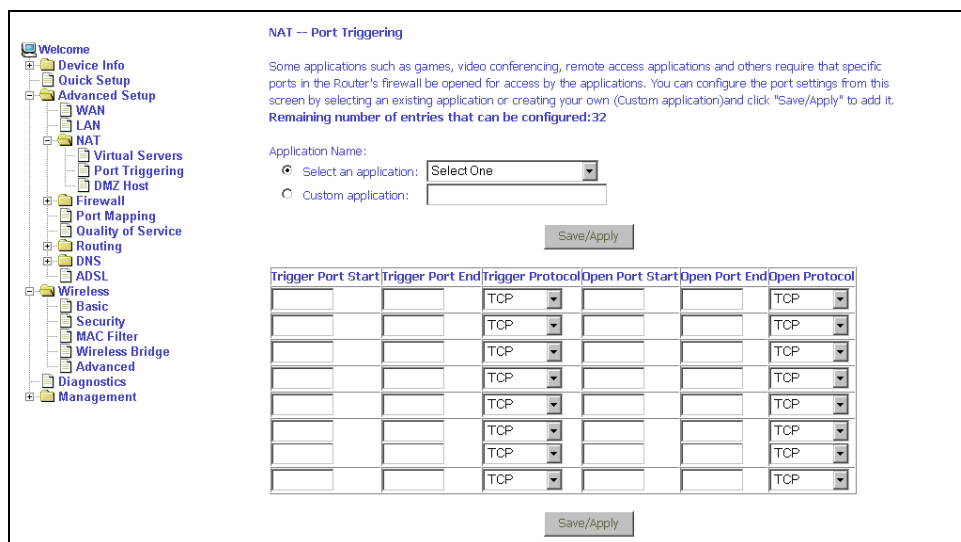 Welcome
Device Info
Quick Setup
Advanced Setup
WAN
LAN
NAT
Virtual Servers
Port Triggering
DMZ Host
Firewall
Port Mapping
Quality of Service
Routing
DNS
ADSL
Wireless
Basic
Security
MAC Filter
Wireless Bridge
Advanced
Diagnostics
Management
NAT -- Port Triggering
Some applications such as games, video conferencing, remote access applications and others require that specific
ports in the Router's firewall be opened for access by the applications. You can configure the port settings from this
screen by selecting an existing application or creating your own (Custom application)and click "Save/Apply" to add it.
Remaining number of entries that can be configured:32
Application Name:
Select an application: Select One
Custom application:
Save/Apply
Trigger Port Start Trigger Port End Trigger Protocol Open Port Start Open Port End Open Protocol
TCP TCP
TCP TCP
TCP TCP
TCP TCP
TCP TCP
TCP TCP
TCP TCP
TCP TCP
Save/Apply